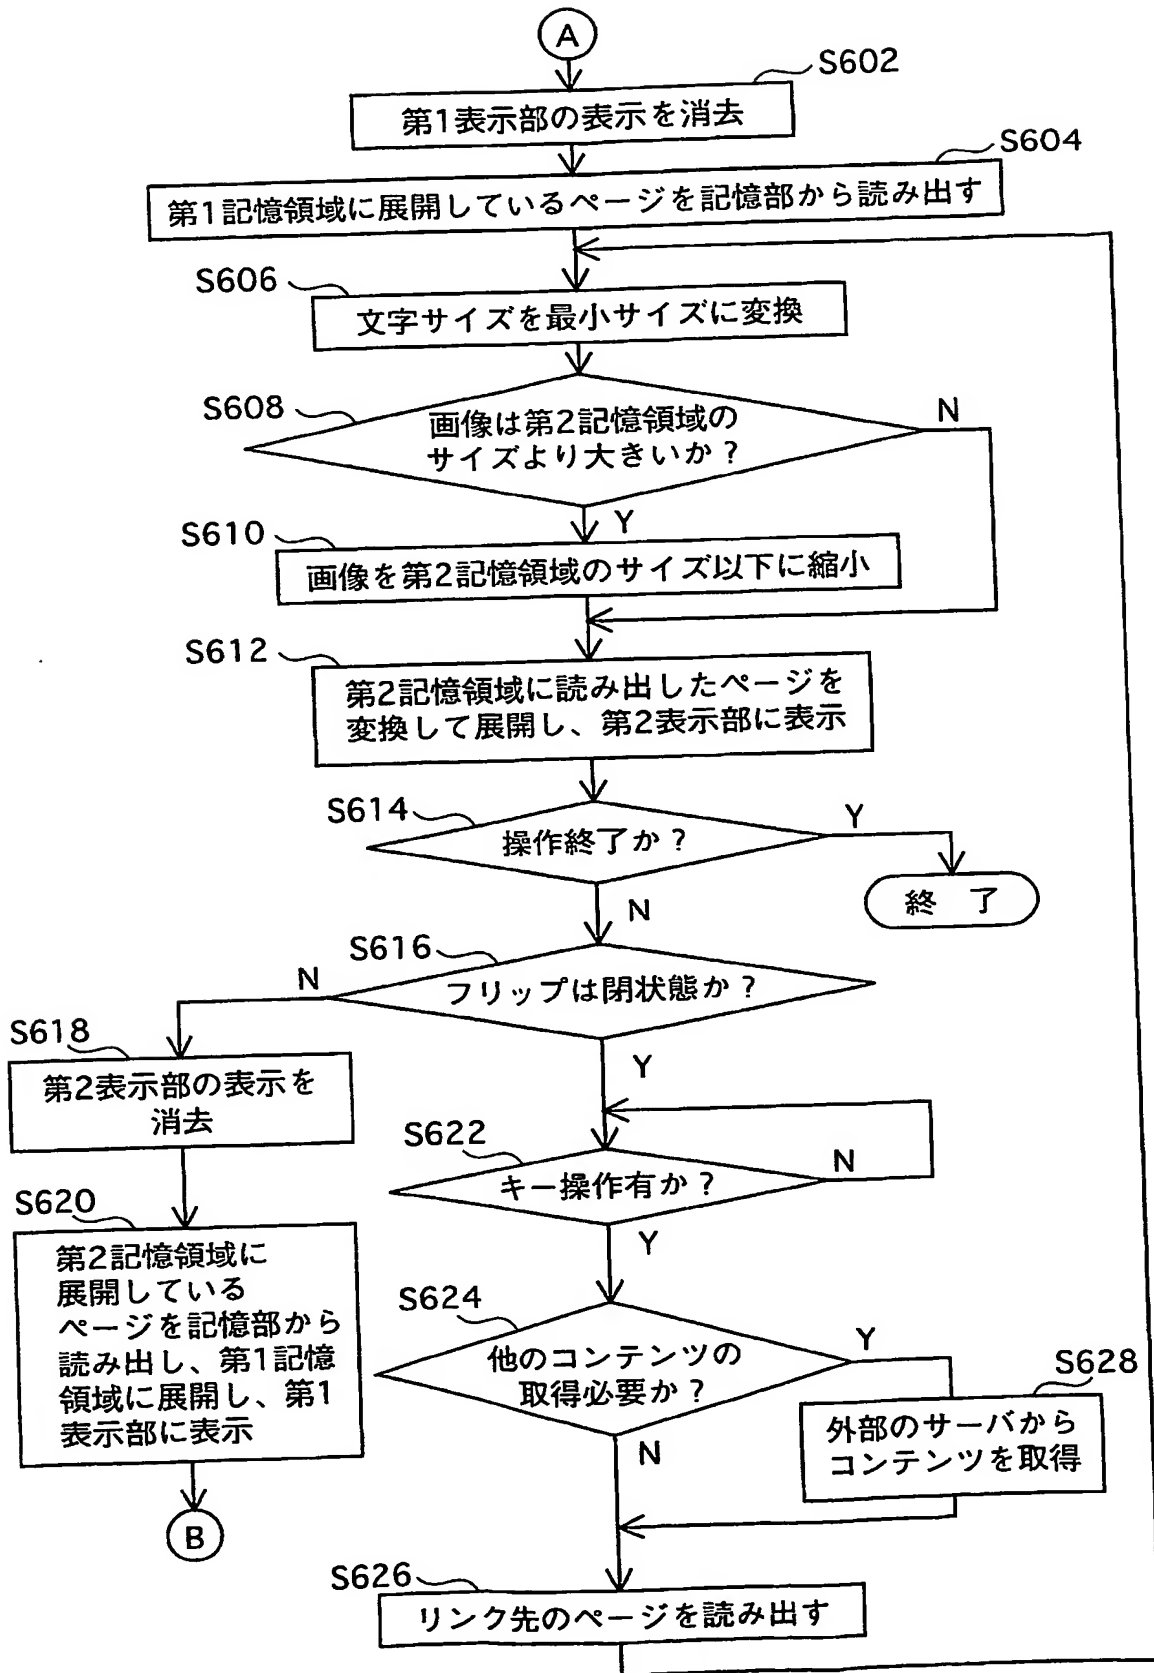 A
S602
第1表示部の表示を消去
S604
第1記憶領域に展開しているページを記憶部から読み出す
S606
文字サイズを最小サイズに変換
S608
画像は第2記憶領域の
サイズより大きいか？
N
Y
S610
画像を第2記憶領域のサイズ以下に縮小
S612
第2記憶領域に読み出したページを
変換して展開し、第2表示部に表示
S614
操作終了か？
Y
終 了
N
S616
フリップは閉状態か？
N
Y
S618
第2表示部の表示を
消去
S622
キー操作有か？
N
Y
S620
第2記憶領域に
展開している
ページを記憶部から
読み出し、第1記憶
領域に展開し、第1
表示部に表示
B
S624
他のコンテンツの
取得必要か？
Y
N
S628
外部のサーバから
コンテンツを取得
S626
リンク先のページを読み出す